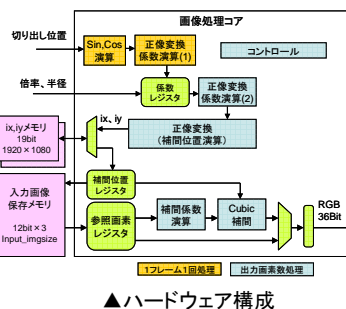 画像処理コア
切り出し位置
Sin,Cos
演算
正像変換
係数演算(1)
コントロール
倍率、半径
係数
レジスタ
正像変換
係数演算(2)
ix、iy
ix,iyメモリ
19bit
1920×1080
正像変換
（補間位置演算）
補間位置
レジスタ
入力画像
保存メモリ
12bit×3
Input_imgsize
参照画素
レジスタ
補間係数
演算
Cubic
補間
RGB
36Bit
1フレーム1回処理
出力画素数処理
▲ハードウェア構成